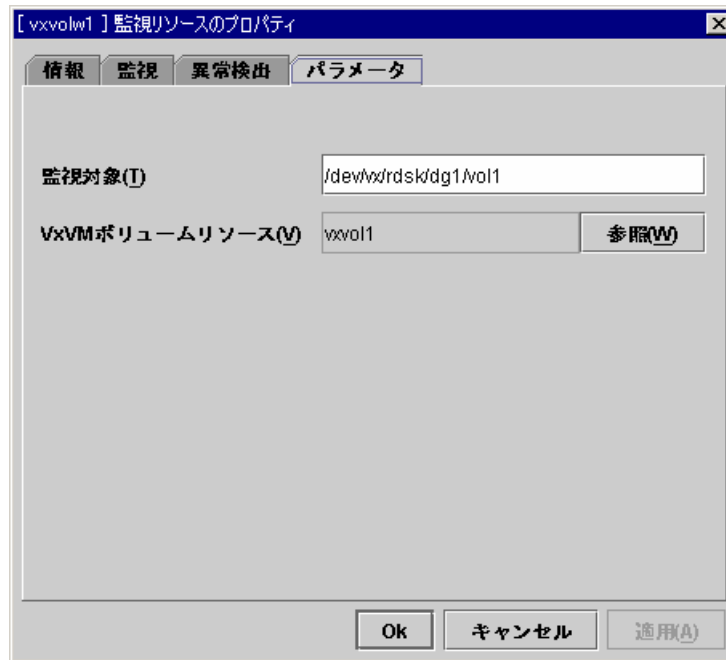 [ vxvolw1 ] 監視リソースのプロパティ
情報 監視 異常検出 パラメータ
監視対象(T) /dev/vx/rdsk/dg1/vol1
VxVMボリュームリソース(V) vxvol1 参照(W)
Ok キャンセル 適用(A)